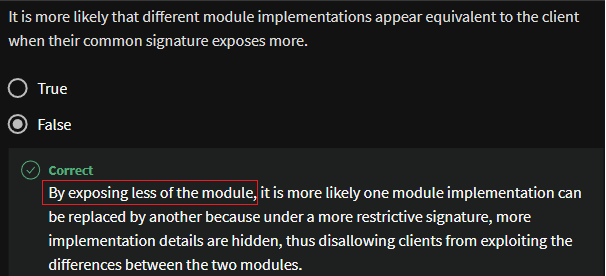 It is more likely that different module implementations appear equivalent to the client
when their common signature exposes more.
True
False
Correct
By exposing less of the module, it is more likely one module implementation can
be replaced by another because under a more restrictive signature, more
implementation details are hidden, thus disallowing clients from exploiting the
differences between the two modules.